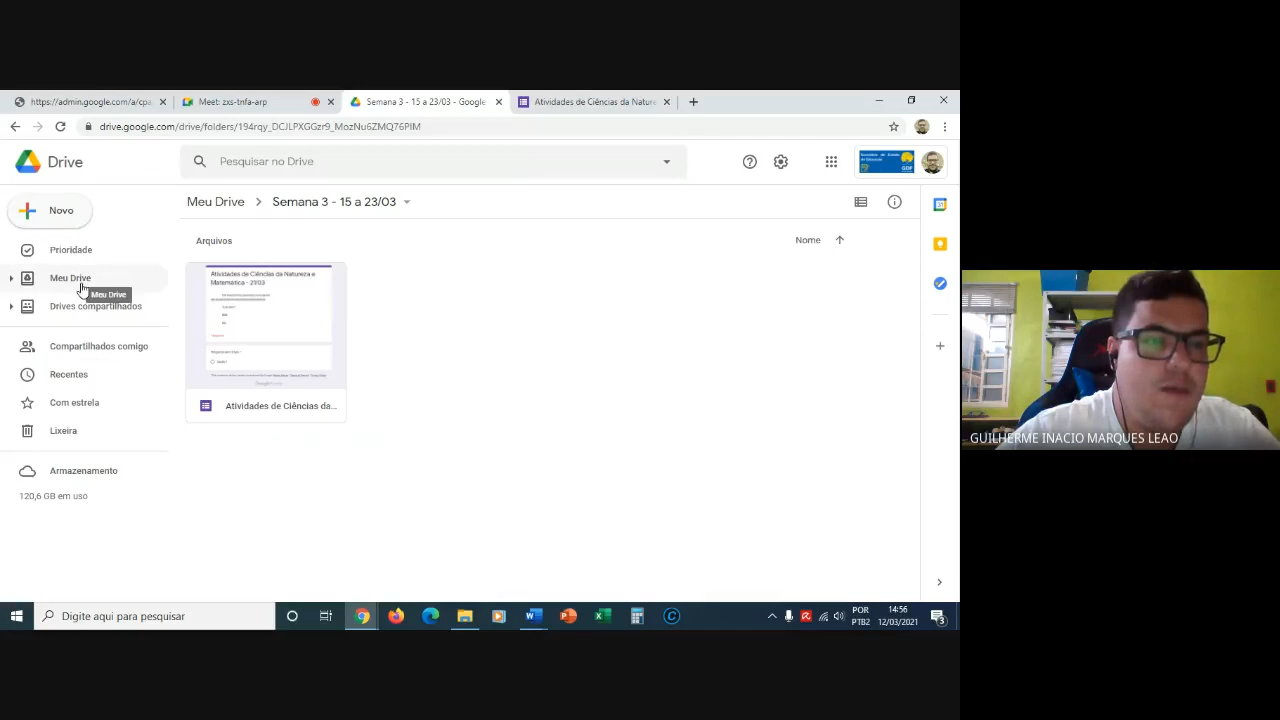 https://admin.google.com/a/cpa
Meet: zxs-tnfa-arp
Semana 3 - 15 a 23/03 - Google
Atividades de Ciências da Nature
drive.google.com/drive/folders/194rqy_DCJLPXGGzr9_MozNu6ZMQ76PIM
Drive
Pesquisar no Drive
Novo
Meu Drive > Semana 3 - 15 a 23/03
Prioridade
Arquivos
Nome
Meu Drive
Meu Drive
Drives compartilhados
Compartilhados comigo
Recentes
Com estrela
Lixeira
Armazenamento
120,6 GB em uso
Atividades de Ciências da Natureza e
Matemática - 21/03
Atividades de Ciências da...
GUILHERME INACIO MARQUES LEAO
Digite aqui para pesquisar
POR
PTB2
14:56
12/03/2021
3